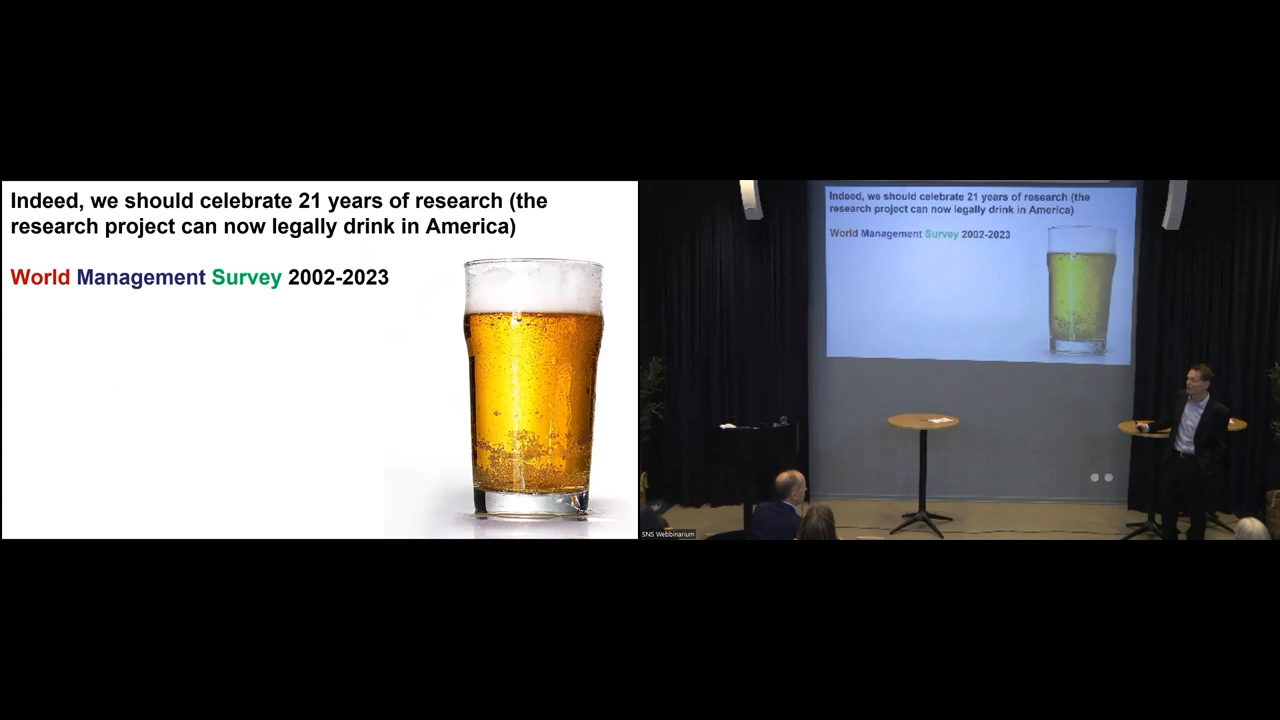 Indeed, we should celebrate 21 years of research (the
research project can now legally drink in America)
World Management Survey 2002-2023
Indeed, we should celebrate 21 years of research (the
research project can now legally drink in America)
World Management Survey 2002-2023
SNS Webbinarium